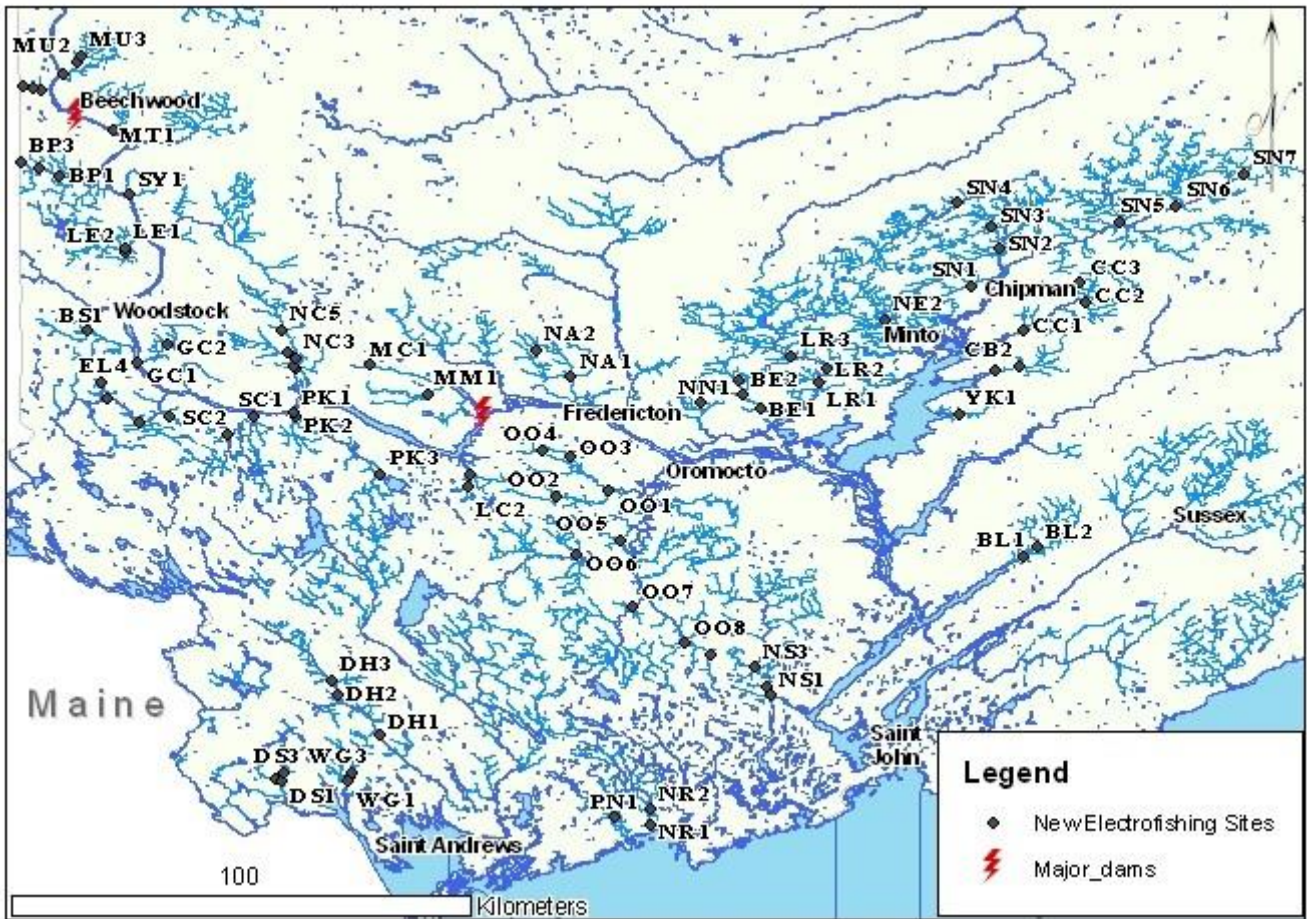 MU2
MU3
Beechwood
MT1
BP3
BP1
SY1
SN7
SN6
SN4
SN5
SN3
SN2
LE2
LE1
SN1
CC3
Chipman
CC2
Woodstock
BS1
NC5
NE2
Minto
CC1
NA2
GC2
NC3
MC1
LR3
CB2
EL4
GC1
NA1
LR2
MM1
BE2
NN1
LR1
SC1
PK1
YK1
SC2
Fredericton
BE1
PK2
OO4
OO3
PK3
Oromocto
OO2
LC2
OO1
Sussex
OO5
BL1
BL2
OO6
OO7
OO8
NS3
DH3
NS1
DH2
Maine
DH1
Saint
John
DS3
WG3
DS1
WG1
PN1
NR2
NR1
Saint Andrews
Legend
New Electrofishing Sites
Major_dams
100
Kilometers